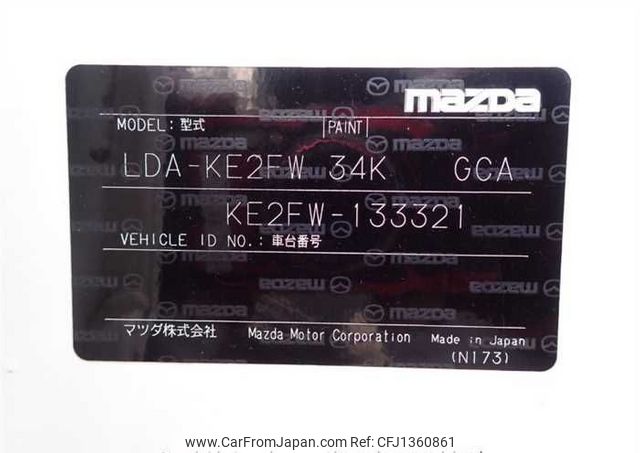 mazda
MODEL: 型式 |PAINT|
LDA-KE2FW 34K GCA
KE2FW-133321
VEHICLE ID NO.: 車台番号
マツダ株式会社 Mazda Motor Corporation Made in Japan
(N173)
www.CarFromJapan.com Ref: CFJ1360861